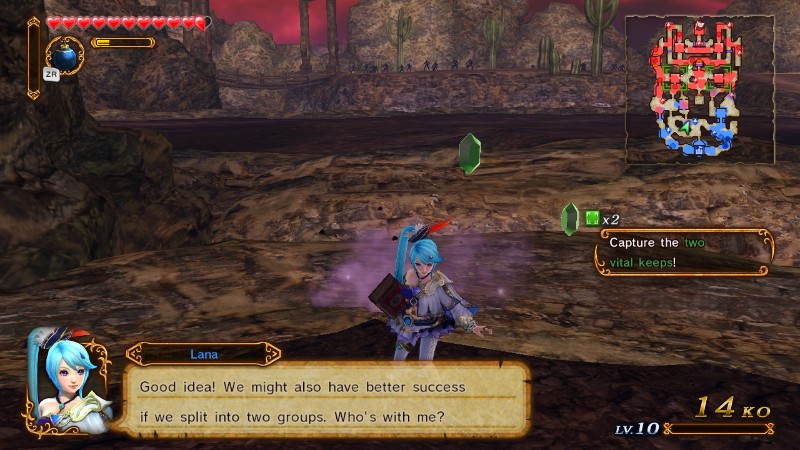 ZR
x2
Capture the two
vital keeps!
Lana
Good idea! We might also have better success
if we split into two groups. Who's with me?
14 KO
LV.10